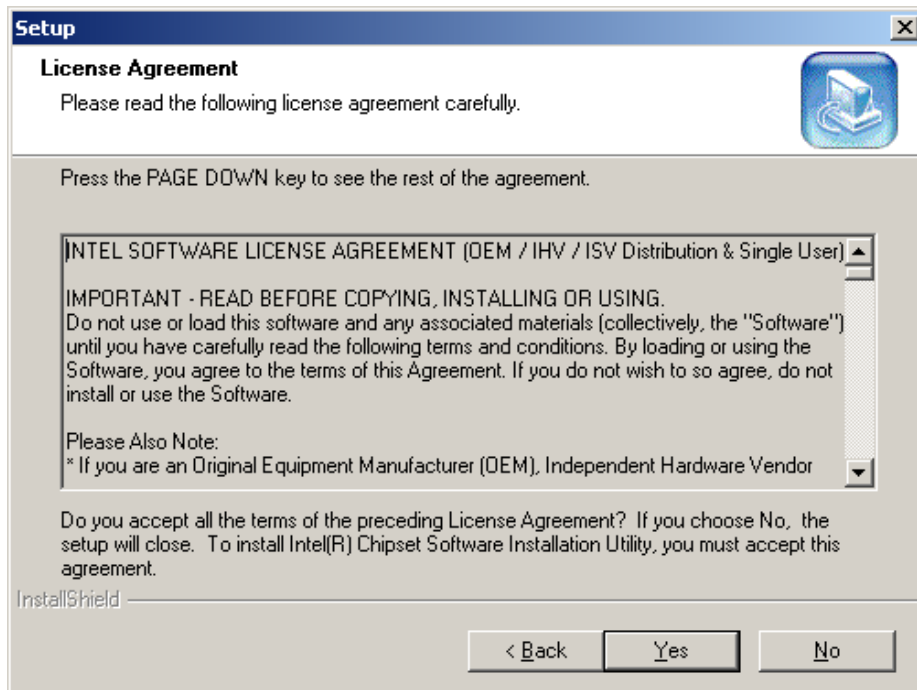 Setup
License Agreement
Please read the following license agreement carefully.
Press the PAGE DOWN key to see the rest of the agreement.
INTEL SOFTWARE LICENSE AGREEMENT (OEM / IHV / ISV Distribution & Single User)
IMPORTANT - READ BEFORE COPYING, INSTALLING OR USING.
Do not use or load this software and any associated materials (collectively, the "Software")
until you have carefully read the following terms and conditions. By loading or using the
Software, you agree to the terms of this Agreement. If you do not wish to so agree, do not
install or use the Software.
Please Also Note:
* If you are an Original Equipment Manufacturer (OEM), Independent Hardware Vendor
Do you accept all the terms of the preceding License Agreement?  If you choose No,  the
setup will close.  To install Intel(R) Chipset Software Installation Utility, you must accept this
agreement.
InstallShield
< Back
Yes
No